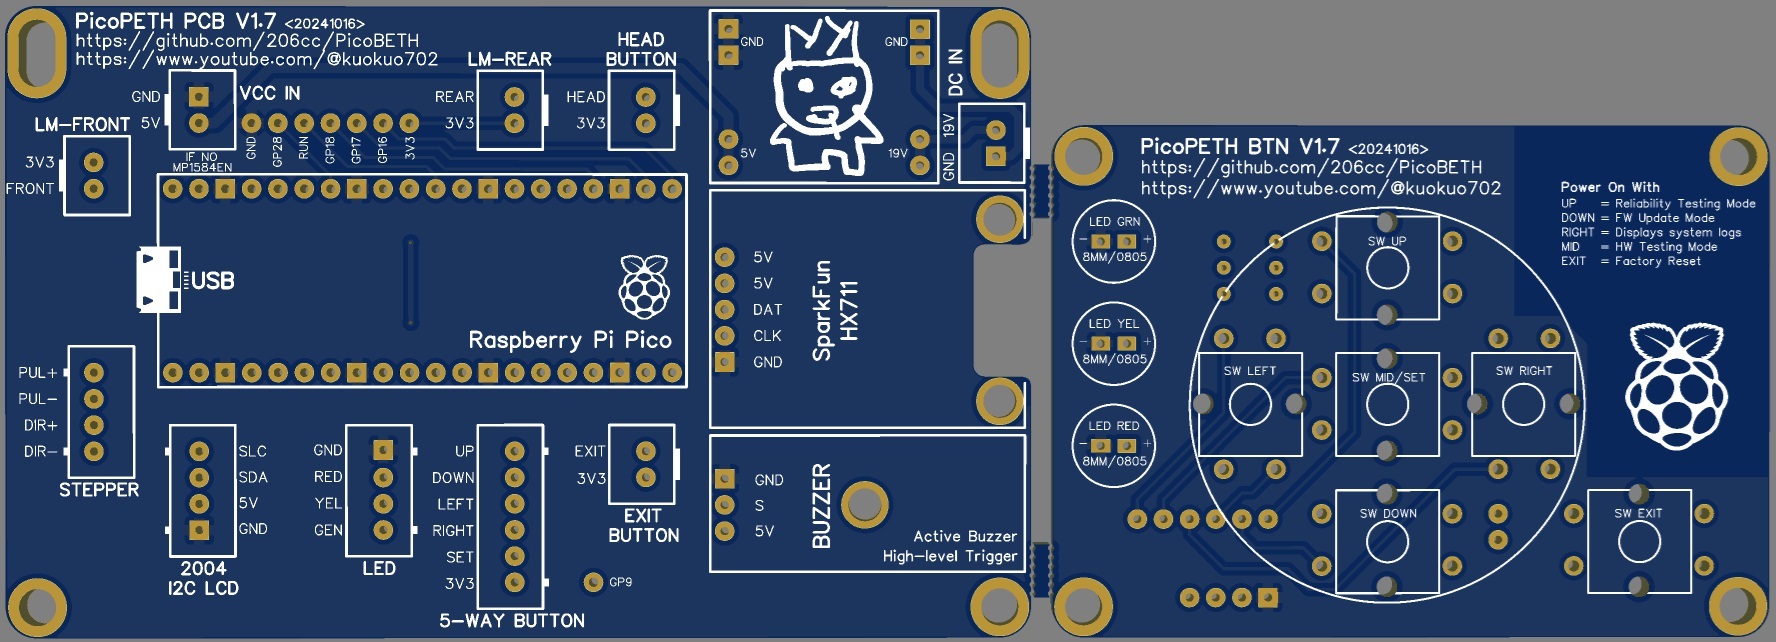 PicoPETH PCB V1.7 <20241016>
https://github.com/206cc/PicoBETH
https://www.youtube.com/@kuokuo702
GND
5V
VCC IN
IF NO
MP1584EN
GND
GP28
RUN
GP18
GP17
GP16
3V3
LM-FRONT
3V3
FRONT
LM-REAR
REAR
3V3
HEAD
BUTTON
HEAD
3V3
GND
GND
5V
19V
DC IN
19V
GND
USB
Raspberry Pi Pico
5V
5V
DAT
CLK
GND
SparkFun
HX711
PUL+
PUL-
DIR+
DIR-
STEPPER
SLC
SDA
5V
GND
2004
I2C LCD
GND
RED
YEL
GEN
LED
UP
DOWN
LEFT
RIGHT
SET
3V3
5-WAY BUTTON
EXIT
3V3
EXIT
BUTTON
GP9
GND
S
5V
BUZZER
Active Buzzer
High-level Trigger
PicoPETH BTN V1.7 <20241016>
https://github.com/206cc/PicoBETH
https://www.youtube.com/@kuokuo702
Power On With
UP = Reliability Testing Mode
DOWN = FW Update Mode
RIGHT = Displays system logs
MID = HW Testing Mode
EXIT = Factory Reset
LED GRN
- +
8MM/0805
LED YEL
- +
8MM/0805
LED RED
- +
8MM/0805
SW UP
SW LEFT
SW MID/SET
SW RIGHT
SW DOWN
SW EXIT